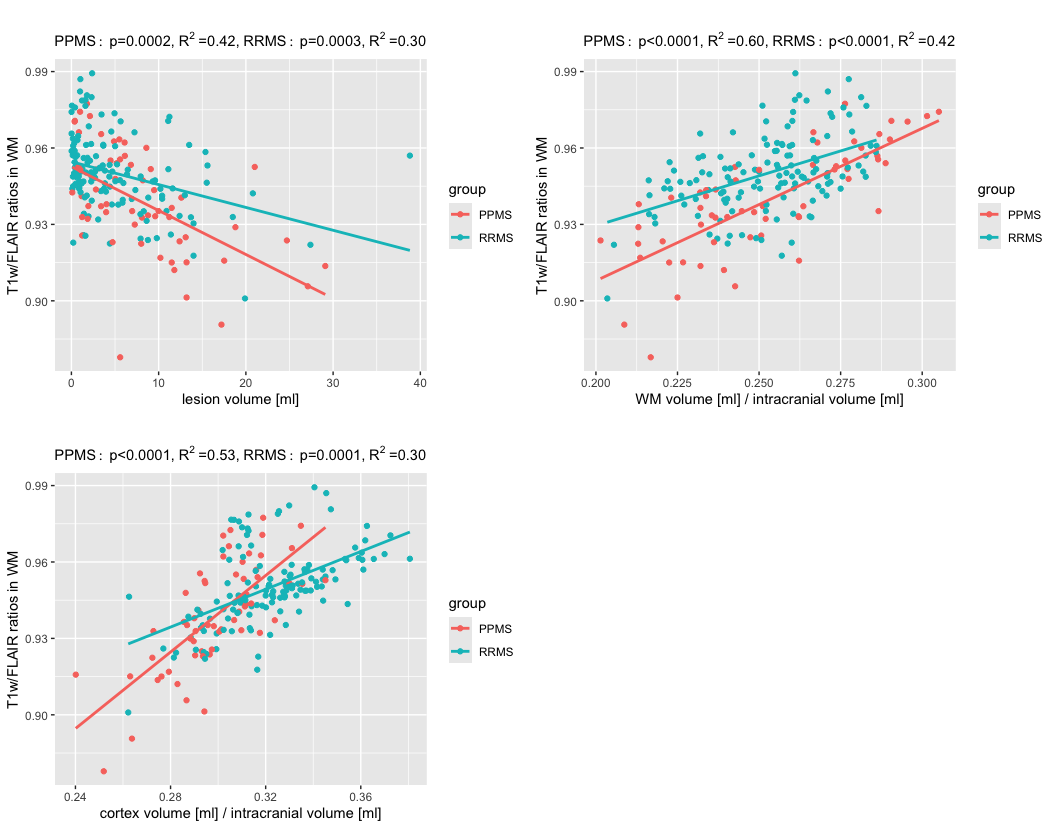 PPMS: p=0.0002, R²=0.42, RRMS: p=0.0003, R²=0.30
T1w/FLAIR ratios in WM
0.99
0.96
0.93
0.90
0 10 20 30 40
lesion volume [ml]
group
PPMS
RRMS
PPMS: p<0.0001, R²=0.60, RRMS: p<0.0001, R²=0.42
T1w/FLAIR ratios in WM
0.99
0.96
0.93
0.90
0.200 0.225 0.250 0.275 0.300
WM volume [ml] / intracranial volume [ml]
group
PPMS
RRMS
PPMS: p<0.0001, R²=0.53, RRMS: p=0.0001, R²=0.30
T1w/FLAIR ratios in WM
0.99
0.96
0.93
0.90
0.24 0.28 0.32 0.36
cortex volume [ml] / intracranial volume [ml]
group
PPMS
RRMS